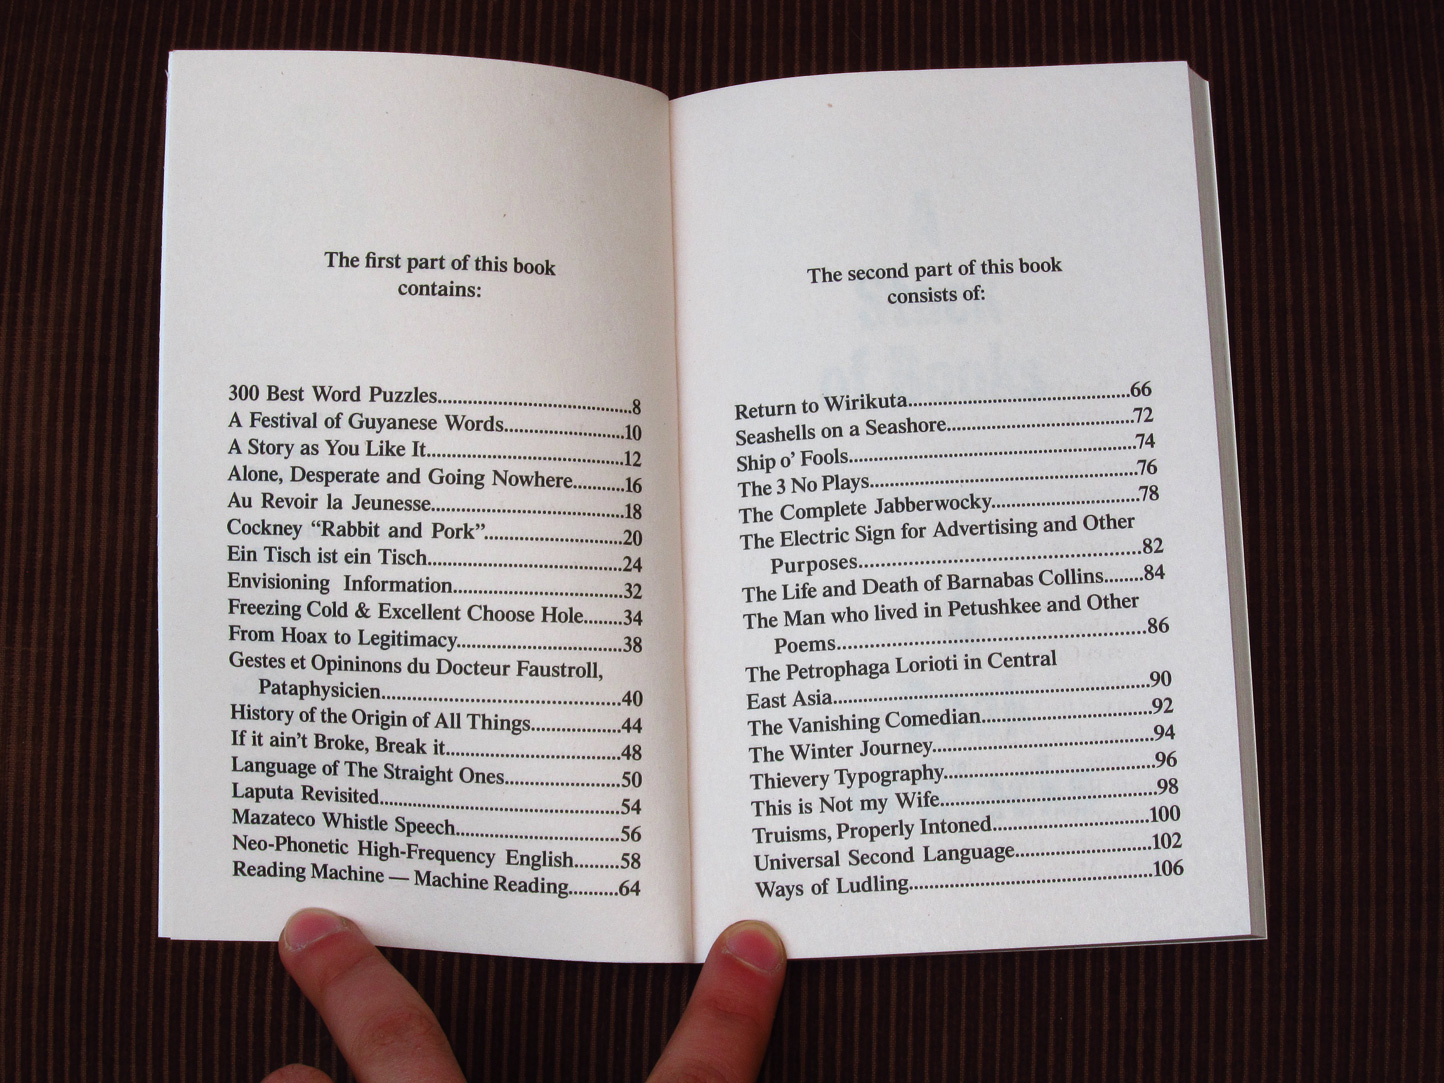 The first part of this book
contains:
300 Best Word Puzzles....................................8
A Festival of Guyanese Words......................10
A Story as You Like It....................................12
Alone, Desperate and Going Nowhere.........16
Au Revoir la Jeunesse...................................18
Cockney “Rabbit and Pork”.........................20
Ein Tisch ist ein Tisch...................................24
Envisioning Information...............................32
Freezing Cold & Excellent Choose Hole.......34
From Hoax to Legitimacy..............................38
Gestes et Opininons du Docteur Faustroll,
Pataphysicien...........................................40
History of the Origin of All Things................44
If it ain’t Broke, Break it................................48
Language of The Straight Ones.....................50
Laputa Revisited............................................54
Mazateco Whistle Speech..............................56
Neo-Phonetic High-Frequency English........58
Reading Machine — Machine Reading.........64
The second part of this book
consists of:
Return to Wirikuta........................................66
Seashells on a Seashore.................................72
Ship o’ Fools...................................................74
The 3 No Plays................................................76
The Complete Jabberwocky...........................78
The Electric Sign for Advertising and Other
Purposes...................................................82
The Life and Death of Barnabas Collins.......84
The Man who lived in Petushkee and Other
Poems.......................................................86
The Petrophaga Lorioti in Central
East Asia.......................................................90
The Vanishing Comedian..............................92
The Winter Journey.......................................94
Thievery Typography.....................................96
This is Not my Wife.......................................98
Truisms, Properly Intoned...........................100
Universal Second Language.........................102
Ways of Ludling............................................106